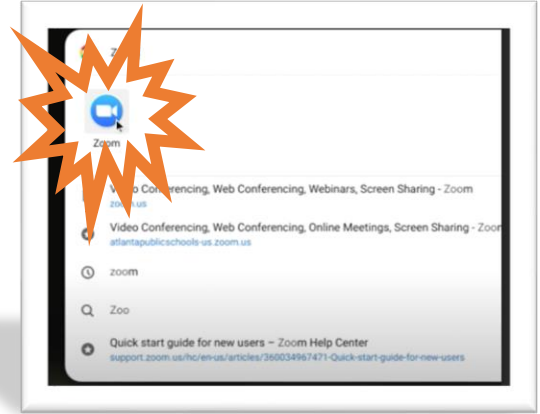 Z
Zoom
Video Conferencing, Web Conferencing, Webinars, Screen Sharing - Zoom
zoom.us
Video Conferencing, Web Conferencing, Online Meetings, Screen Sharing - Zoor
atlantapublicschools-us.zoom.us
zoom
Zoo
Quick start guide for new users – Zoom Help Center
support.zoom.us/hc/en-us/articles/360034967471-Quick-start-guide-for-new-users